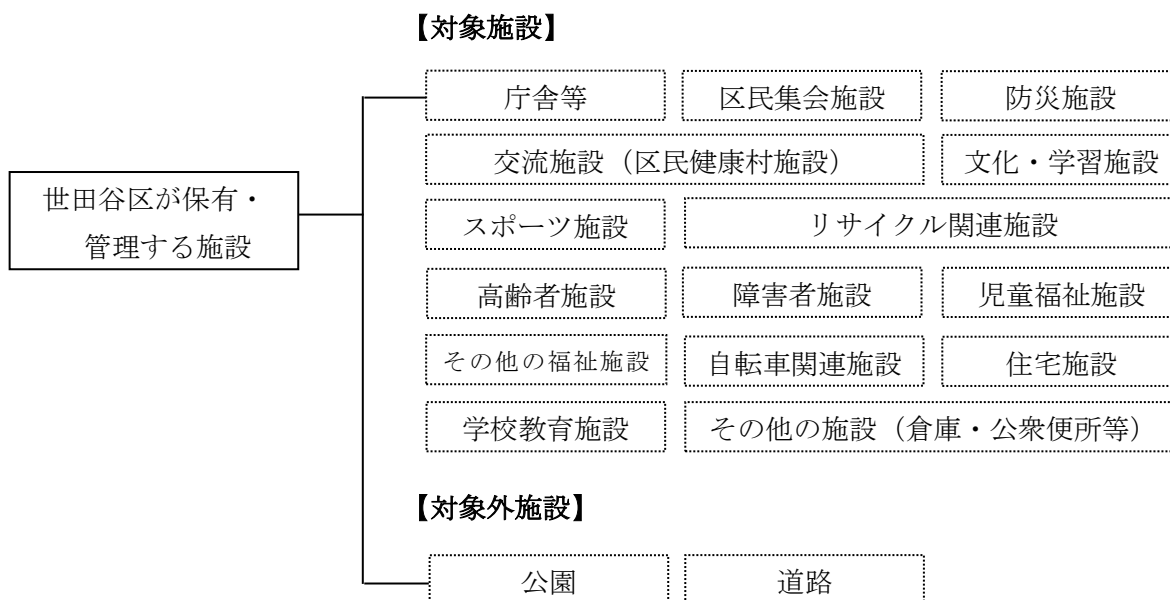 【対象施設】
庁舎等
区民集会施設
防災施設
交流施設（区民健康村施設）
文化・学習施設
世田谷区が保有・
管理する施設
スポーツ施設
リサイクル関連施設
高齢者施設
障害者施設
児童福祉施設
その他の福祉施設
自転車関連施設
住宅施設
学校教育施設
その他の施設（倉庫・公衆便所等）
【対象外施設】
公園
道路